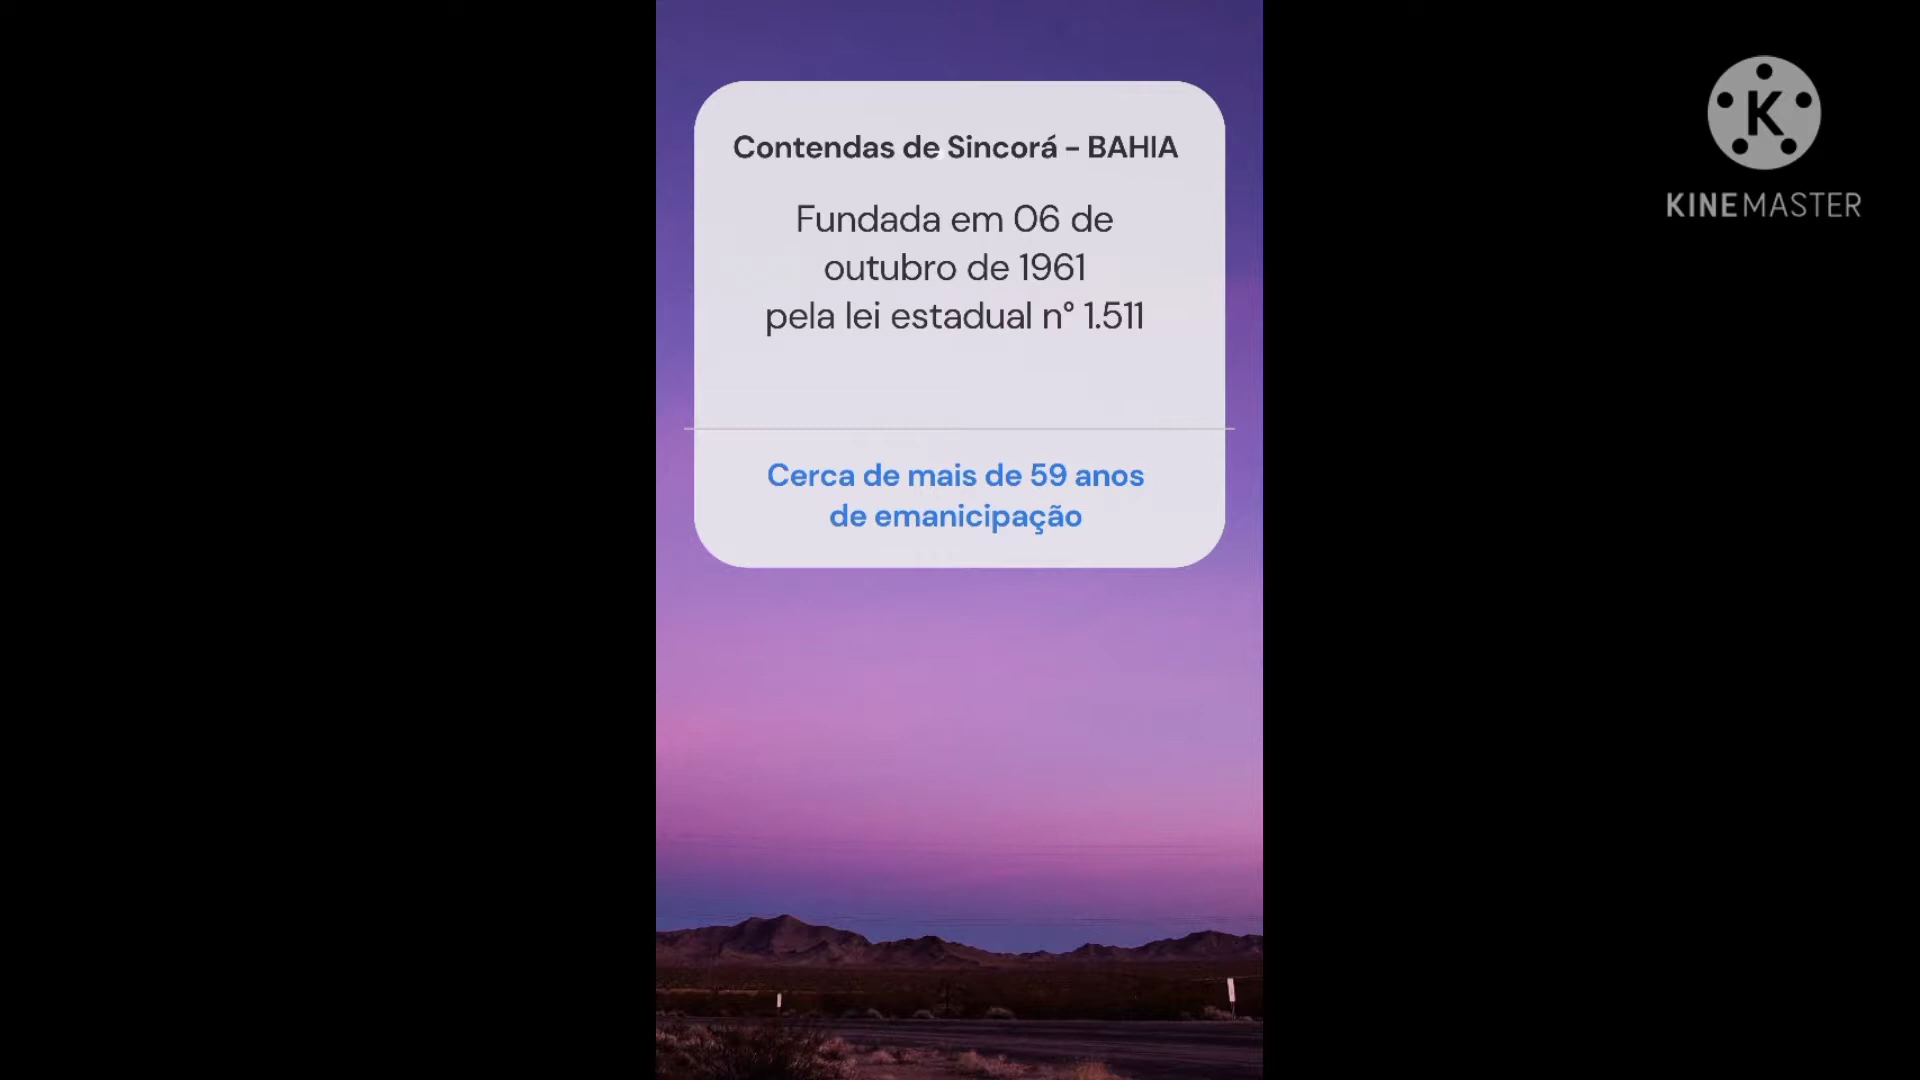 Contendas de Sincorá - BAHIA
Fundada em 06 de
outubro de 1961
pela lei estadual n° 1.511
Cerca de mais de 59 anos
de emanicipação
K
KINEMASTER